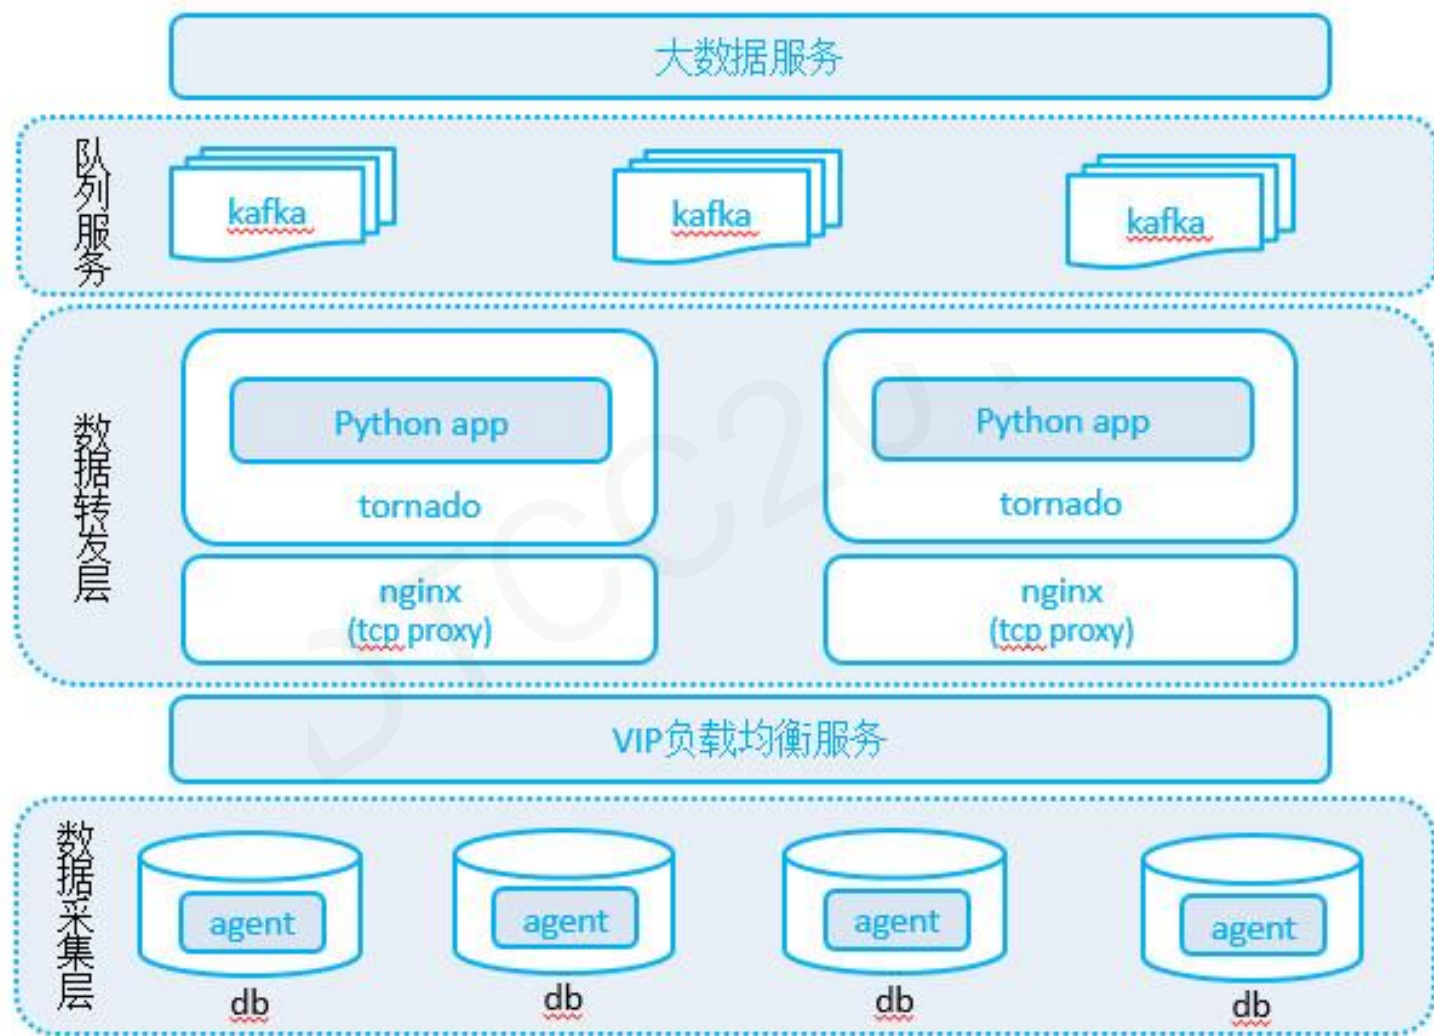 大数据服务
队列服务
kafka
kafka
kafka
数据转发层
Python app
Python app
tornado
tornado
nginx
(tcp proxy)
nginx
(tcp proxy)
VIP负载均衡服务
数据采集层
agent
agent
agent
agent
db
db
db
db